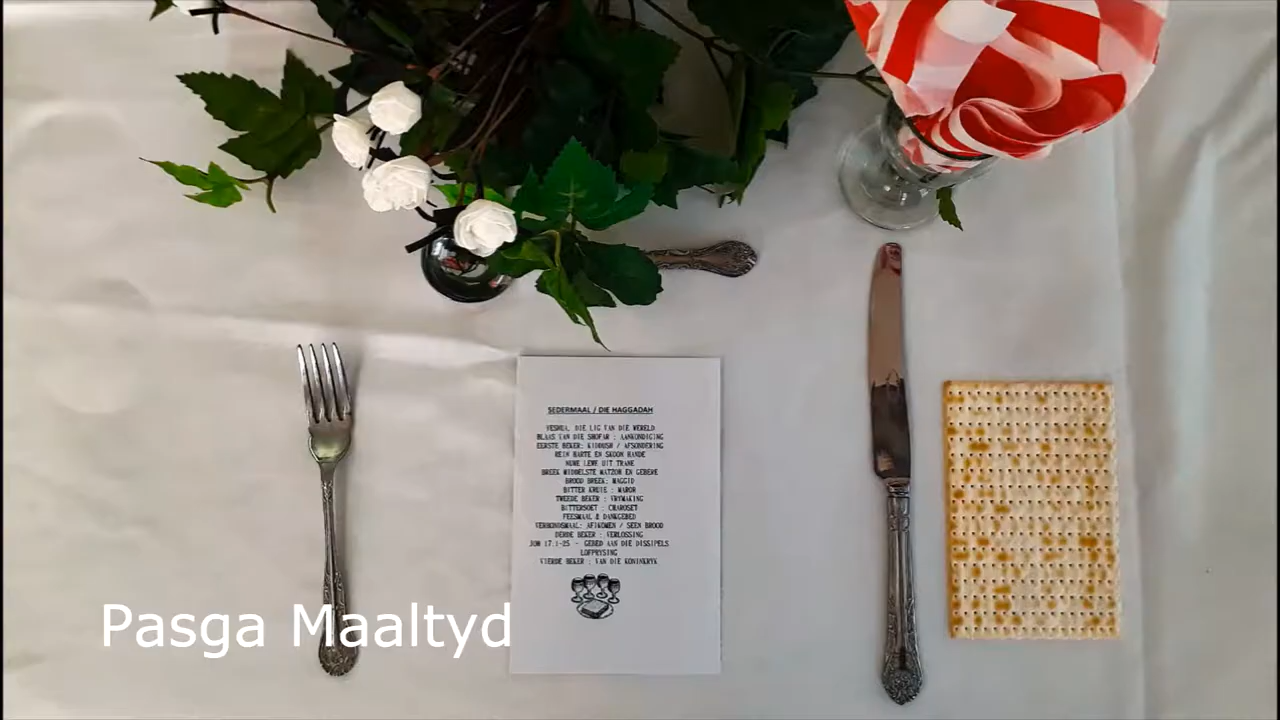 SEDERMAAL / DIE HAGGADAH
YESHUA, DIE LIG VAN DIE WERELD
BLAAS VAN DIE SHOFAR : AANKONDIGING
EERSTE BEKER: KIDDUSH / AFSONDERING
REIN HARTE EN SKOON HANDE
NUWE LEWE UIT TRANE
BREEK MIDDELSTE MATZOH EN GEBERE
BROOD BREEK: MAGGID
BITTER KRUIE : MAROR
TWEEDE BEKER : VRYMAKING
BITTERSOET : CHAROSET
FEESMAAL & DANKGEBED
VERBONDSMAAL: AFIKOMEN / SEEN BROOD
DERDE BEKER : VERLOSSING
JOH 17:1-25 - GEBED AAN DIE DISSIPELS
LOFPRYSING
VIERDE BEKER : VAN DIE KONINKRYK
Pasga Maaltyd